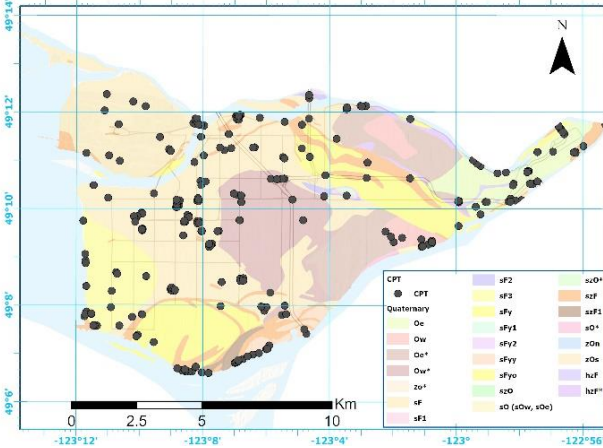 49°14'
N
49°12'
49°10'
49°8'
49°6'
CPT
CPT
Quaternary
Oe
Ow
Oe*
Ow*
zo*
sF
sF1
sF2
sF3
sFy
sFy1
sFy2
sFyy
sFyo
szO
sO (sOw, sOe)
szO*
szF
szF1
sO*
zOn
zOs
hzF
hzF*
Km
0 2.5 5 10
-123°12' -123°8' -123°4' -123° -122°56'